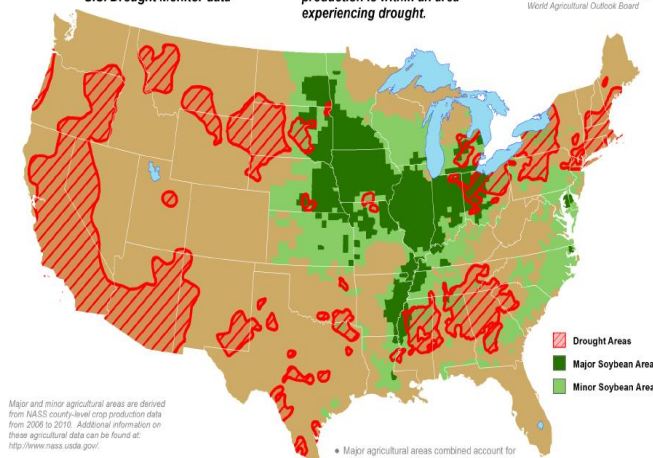 U.S. Drought Monitor data
production is within an area
experiencing drought.
World Agricultural Outlook Board
Drought Areas
Major Soybean Area
Minor Soybean Area
Major and minor agricultural areas are derived
from NASS county-level crop production data
from 2006 to 2010. Additional information on
these agricultural data can be found at:
http://www.nass.usda.gov/.
• Major agricultural areas combined account for